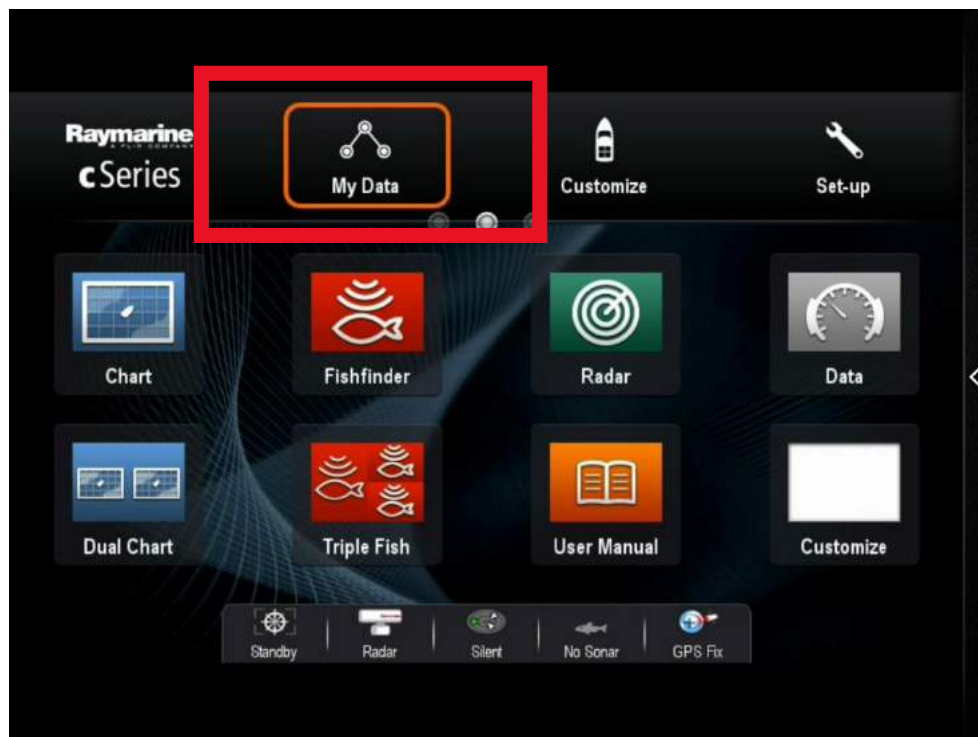 Raymarine
A FLIR COMPANY
cSeries
My Data
Customize
Set-up
Chart
Fishfinder
Radar
Data
Dual Chart
Triple Fish
User Manual
Customize
Standby
Radar
Silent
No Sonar
GPS Fix